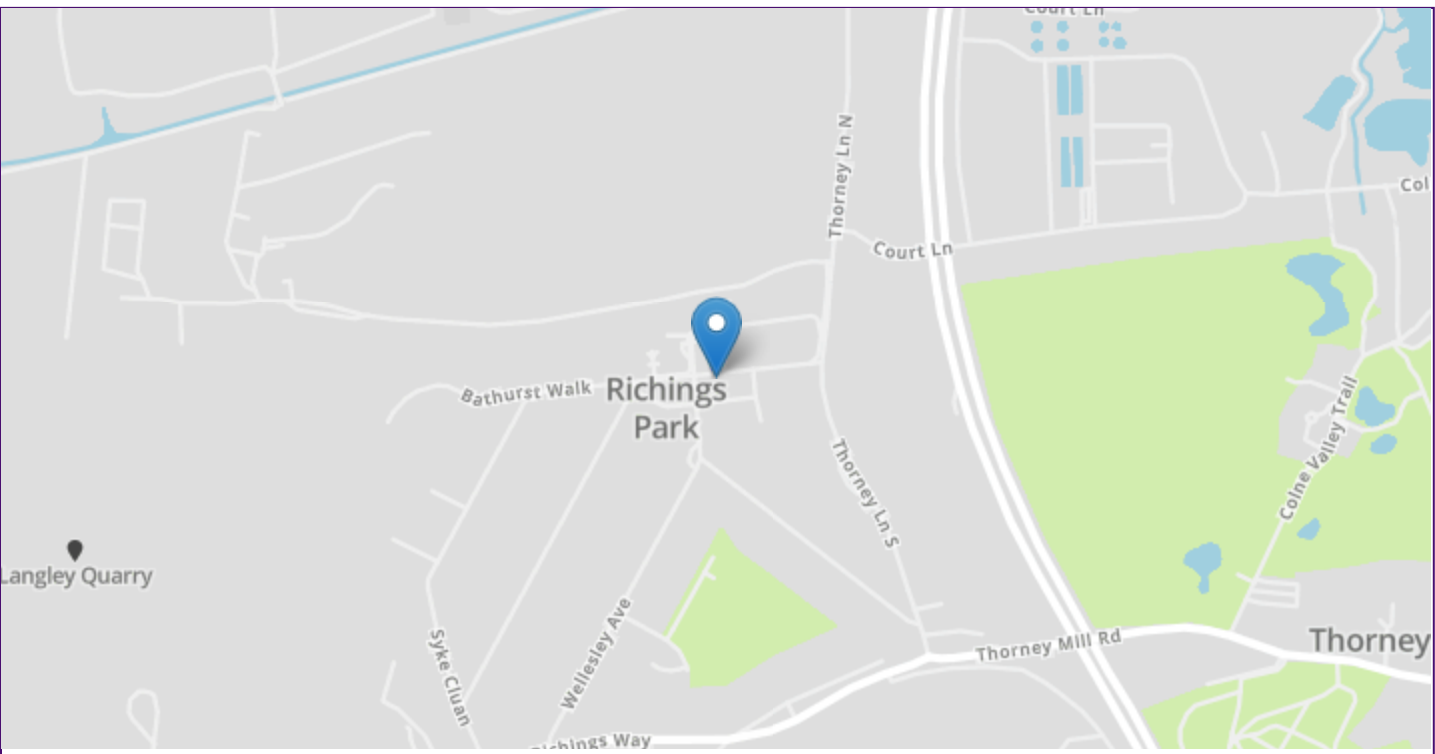 Court Ln
Thorney Ln N
Col
Court Ln
Bathurst Walk
Richings
Park
Colne Valley Trail
Thorney Ln S
Langley Quarry
Wellesley Ave
Syke Cluan
Thorney Mill Rd
Thorney
Richings Way